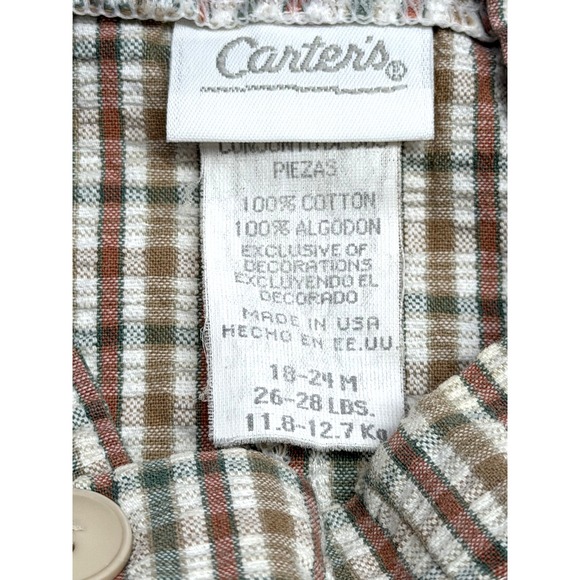 Carter's®
PIEZAS
100% COTTON
100% ALGODON
EXCLUSIVE OF
DECORATIONS
EXCLUYENDO EL
DECORADO
MADE IN USA
HECHO EN EE.UU.
18-24 M
26-28 LBS.
11.8-12.7 KG